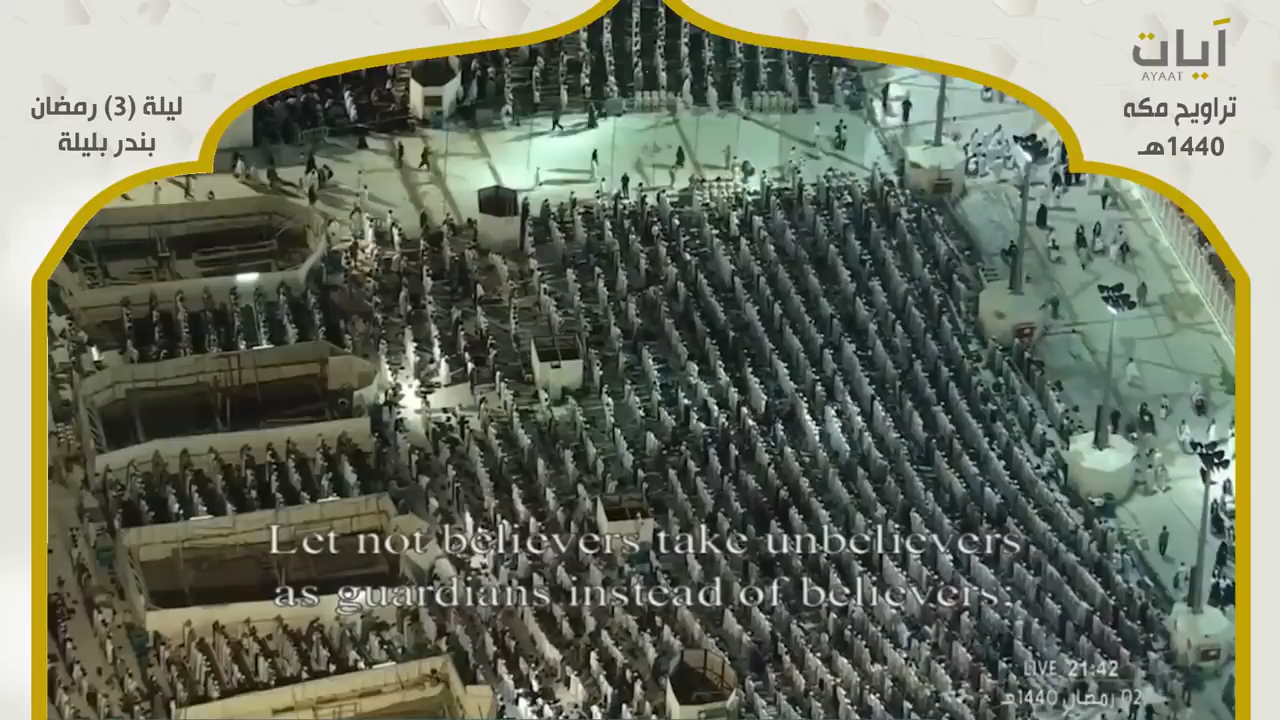 آيات
AYAAT
تراويح مكه
1440هـ
ليلة (3) رمضان
بندر بليلة
Let not believers take unbelievers
as guardians instead of believers;
LIVE 21:42
02 رمضان 1440هـ